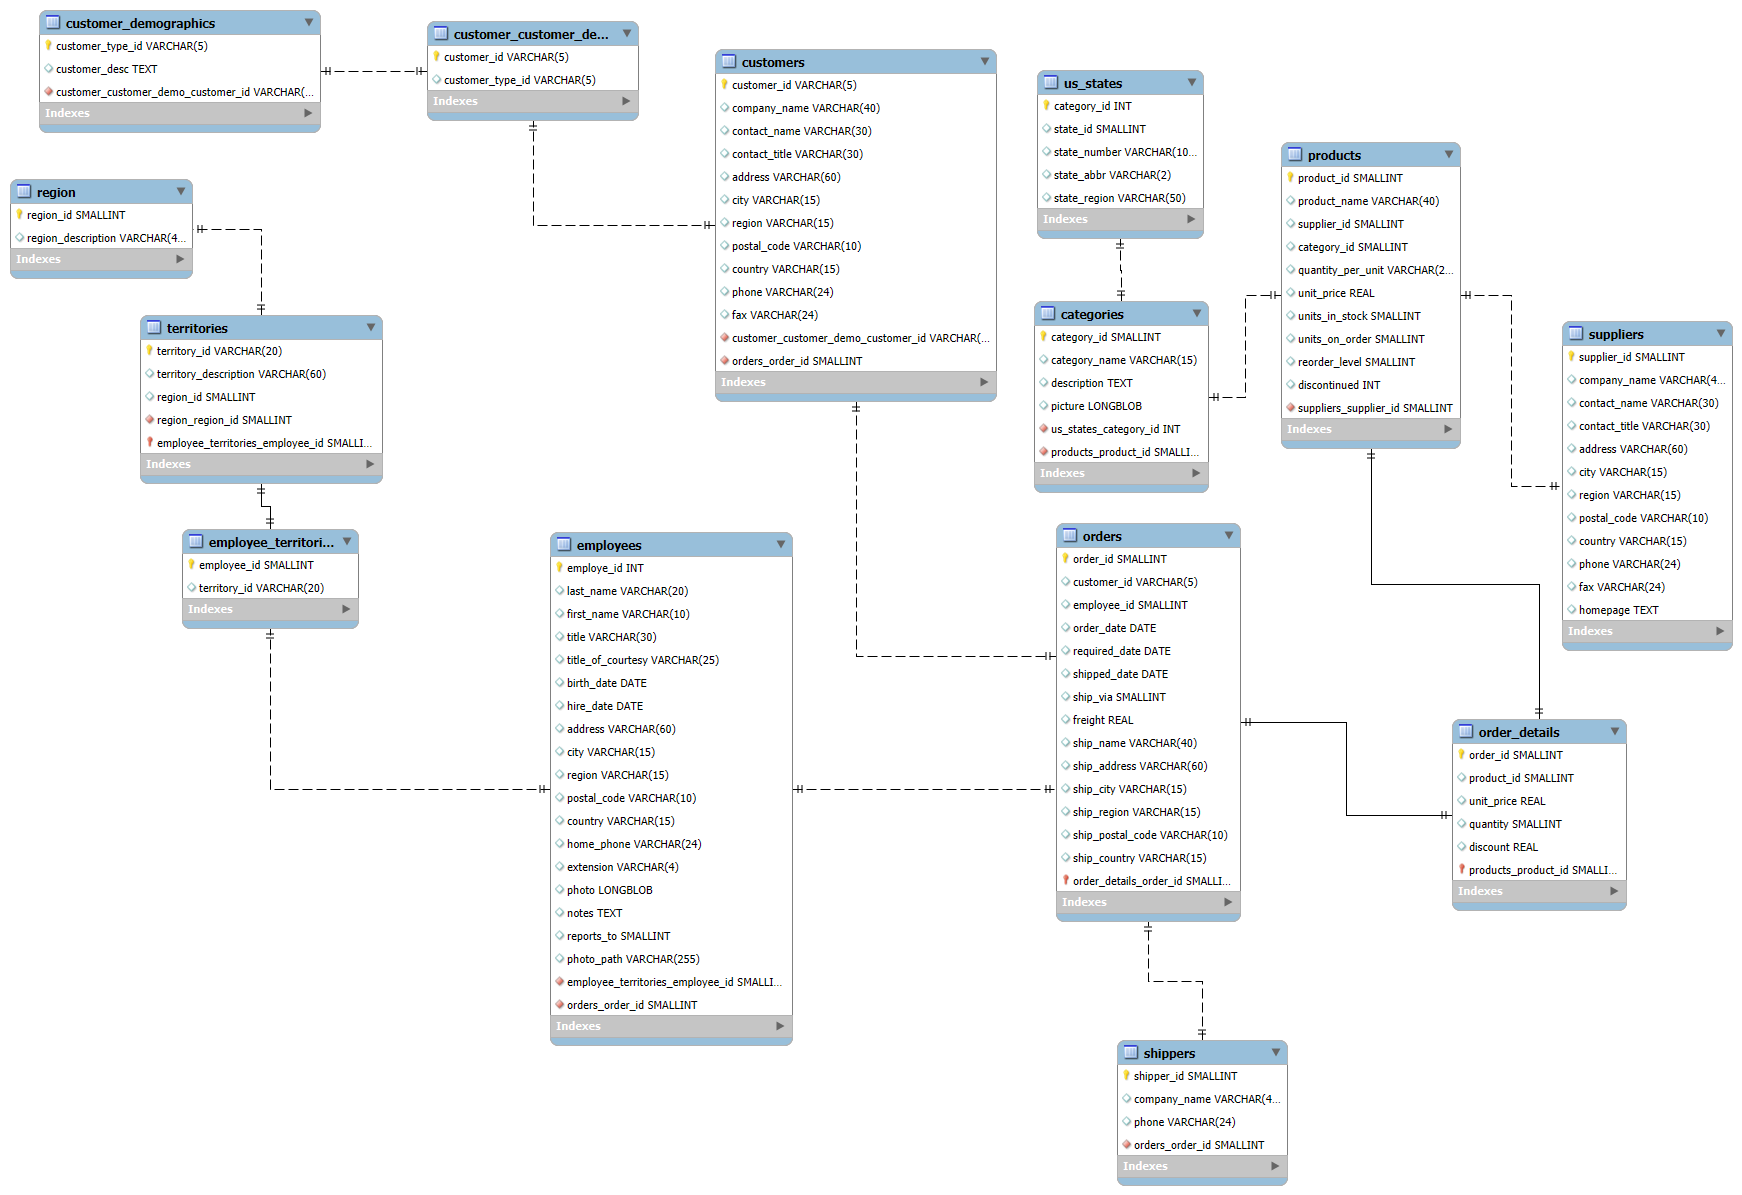 customer_demographics
customer_type_id VARCHAR(5)
customer_desc TEXT
customer_customer_demo_customer_id VARCHAR(...
Indexes
customer_customer_de...
customer_id VARCHAR(5)
customer_type_id VARCHAR(5)
Indexes
customers
customer_id VARCHAR(5)
company_name VARCHAR(40)
contact_name VARCHAR(30)
contact_title VARCHAR(30)
address VARCHAR(60)
city VARCHAR(15)
region VARCHAR(15)
postal_code VARCHAR(10)
country VARCHAR(15)
phone VARCHAR(24)
fax VARCHAR(24)
customer_customer_demo_customer_id VARCHAR(...
orders_order_id SMALLINT
Indexes
us_states
category_id INT
state_id SMALLINT
state_number VARCHAR(10...
state_abbr VARCHAR(2)
state_region VARCHAR(50)
Indexes
products
product_id SMALLINT
product_name VARCHAR(40)
supplier_id SMALLINT
category_id SMALLINT
quantity_per_unit VARCHAR(2...
unit_price REAL
units_in_stock SMALLINT
units_on_order SMALLINT
reorder_level SMALLINT
discontinued INT
suppliers_supplier_id SMALLINT
Indexes
region
region_id SMALLINT
region_description VARCHAR(4...
Indexes
territories
territory_id VARCHAR(20)
territory_description VARCHAR(60)
region_id SMALLINT
region_region_id SMALLINT
employee_territories_employee_id SMALLI...
Indexes
categories
category_id SMALLINT
category_name VARCHAR(15)
description TEXT
picture LONGBLOB
us_states_category_id INT
products_product_id SMALLI...
Indexes
suppliers
supplier_id SMALLINT
company_name VARCHAR(4...
contact_name VARCHAR(30)
contact_title VARCHAR(30)
address VARCHAR(60)
city VARCHAR(15)
region VARCHAR(15)
postal_code VARCHAR(10)
country VARCHAR(15)
phone VARCHAR(24)
fax VARCHAR(24)
homepage TEXT
Indexes
employee_territori...
employee_id SMALLINT
territory_id VARCHAR(20)
Indexes
employees
employe_id INT
last_name VARCHAR(20)
first_name VARCHAR(10)
title VARCHAR(30)
title_of_courtesy VARCHAR(25)
birth_date DATE
hire_date DATE
address VARCHAR(60)
city VARCHAR(15)
region VARCHAR(15)
postal_code VARCHAR(10)
country VARCHAR(15)
home_phone VARCHAR(24)
extension VARCHAR(4)
photo LONGBLOB
notes TEXT
reports_to SMALLINT
photo_path VARCHAR(255)
employee_territories_employee_id SMALLI...
orders_order_id SMALLINT
Indexes
orders
order_id SMALLINT
customer_id VARCHAR(5)
employee_id SMALLINT
order_date DATE
required_date DATE
shipped_date DATE
ship_via SMALLINT
freight REAL
ship_name VARCHAR(40)
ship_address VARCHAR(60)
ship_city VARCHAR(15)
ship_region VARCHAR(15)
ship_postal_code VARCHAR(10)
ship_country VARCHAR(15)
order_details_order_id SMALLI...
Indexes
order_details
order_id SMALLINT
product_id SMALLINT
unit_price REAL
quantity SMALLINT
discount REAL
products_product_id SMALLI...
Indexes
shippers
shipper_id SMALLINT
company_name VARCHAR(4...
phone VARCHAR(24)
orders_order_id SMALLINT
Indexes